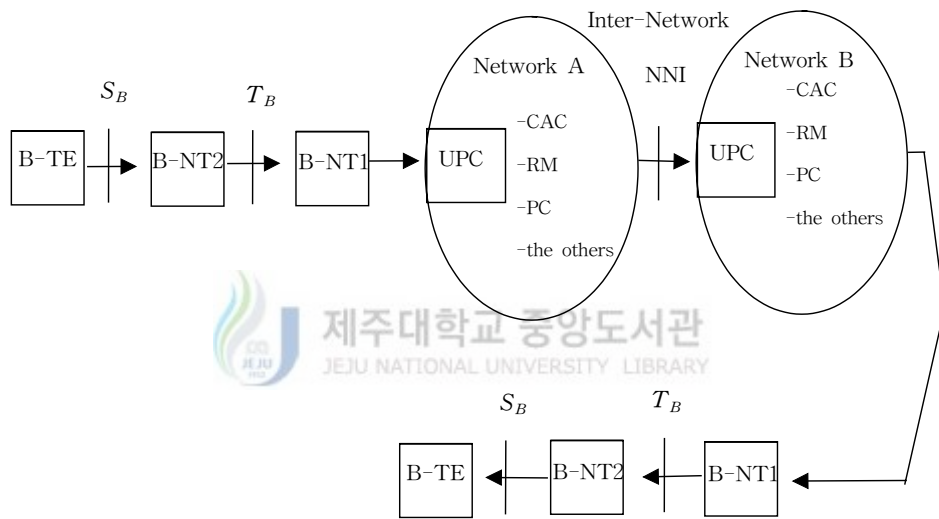 Inter-Network
Network A
NNI
Network B
S_B
T_B
-CAC
-RM
-PC
-the others
-CAC
-RM
-PC
-the others
B-TE
B-NT2
B-NT1
UPC
UPC
제주대학교 중앙도서관
JEJU NATIONAL UNIVERSITY LIBRARY
JEJU
1952
S_B
T_B
B-TE
B-NT2
B-NT1